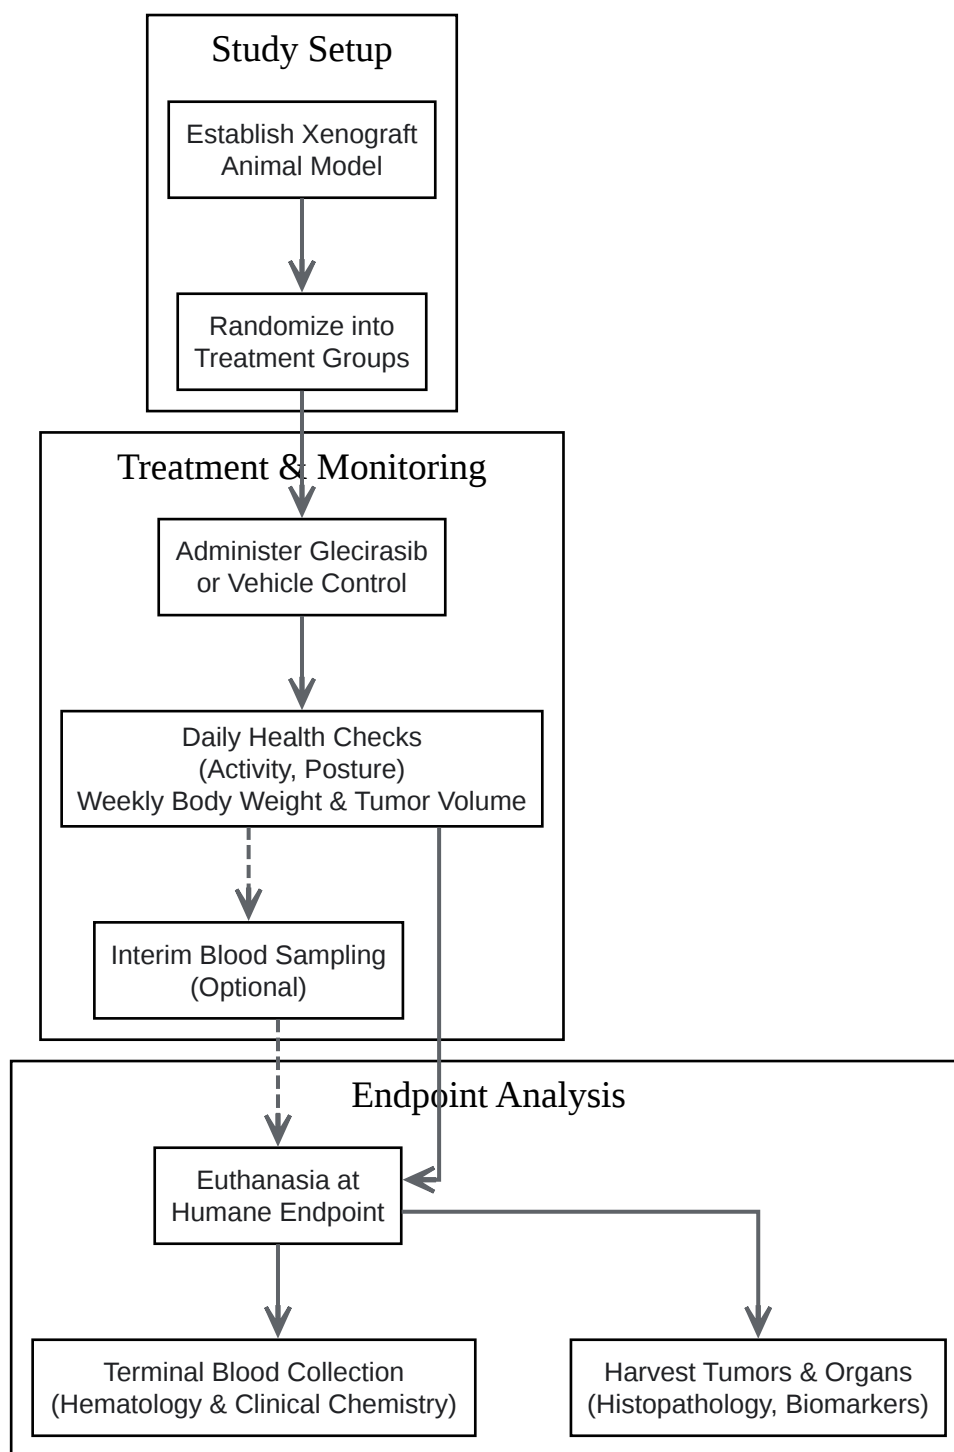 Study Setup
Establish Xenograft
Animal Model
Randomize into
Treatment Groups
Treatment & Monitoring
Administer Glecirasib
or Vehicle Control
Daily Health Checks
(Activity, Posture)
Weekly Body Weight & Tumor Volume
Interim Blood Sampling
(Optional)
Endpoint Analysis
Euthanasia at
Humane Endpoint
Terminal Blood Collection
(Hematology & Clinical Chemistry)
Harvest Tumors & Organs
(Histopathology, Biomarkers)